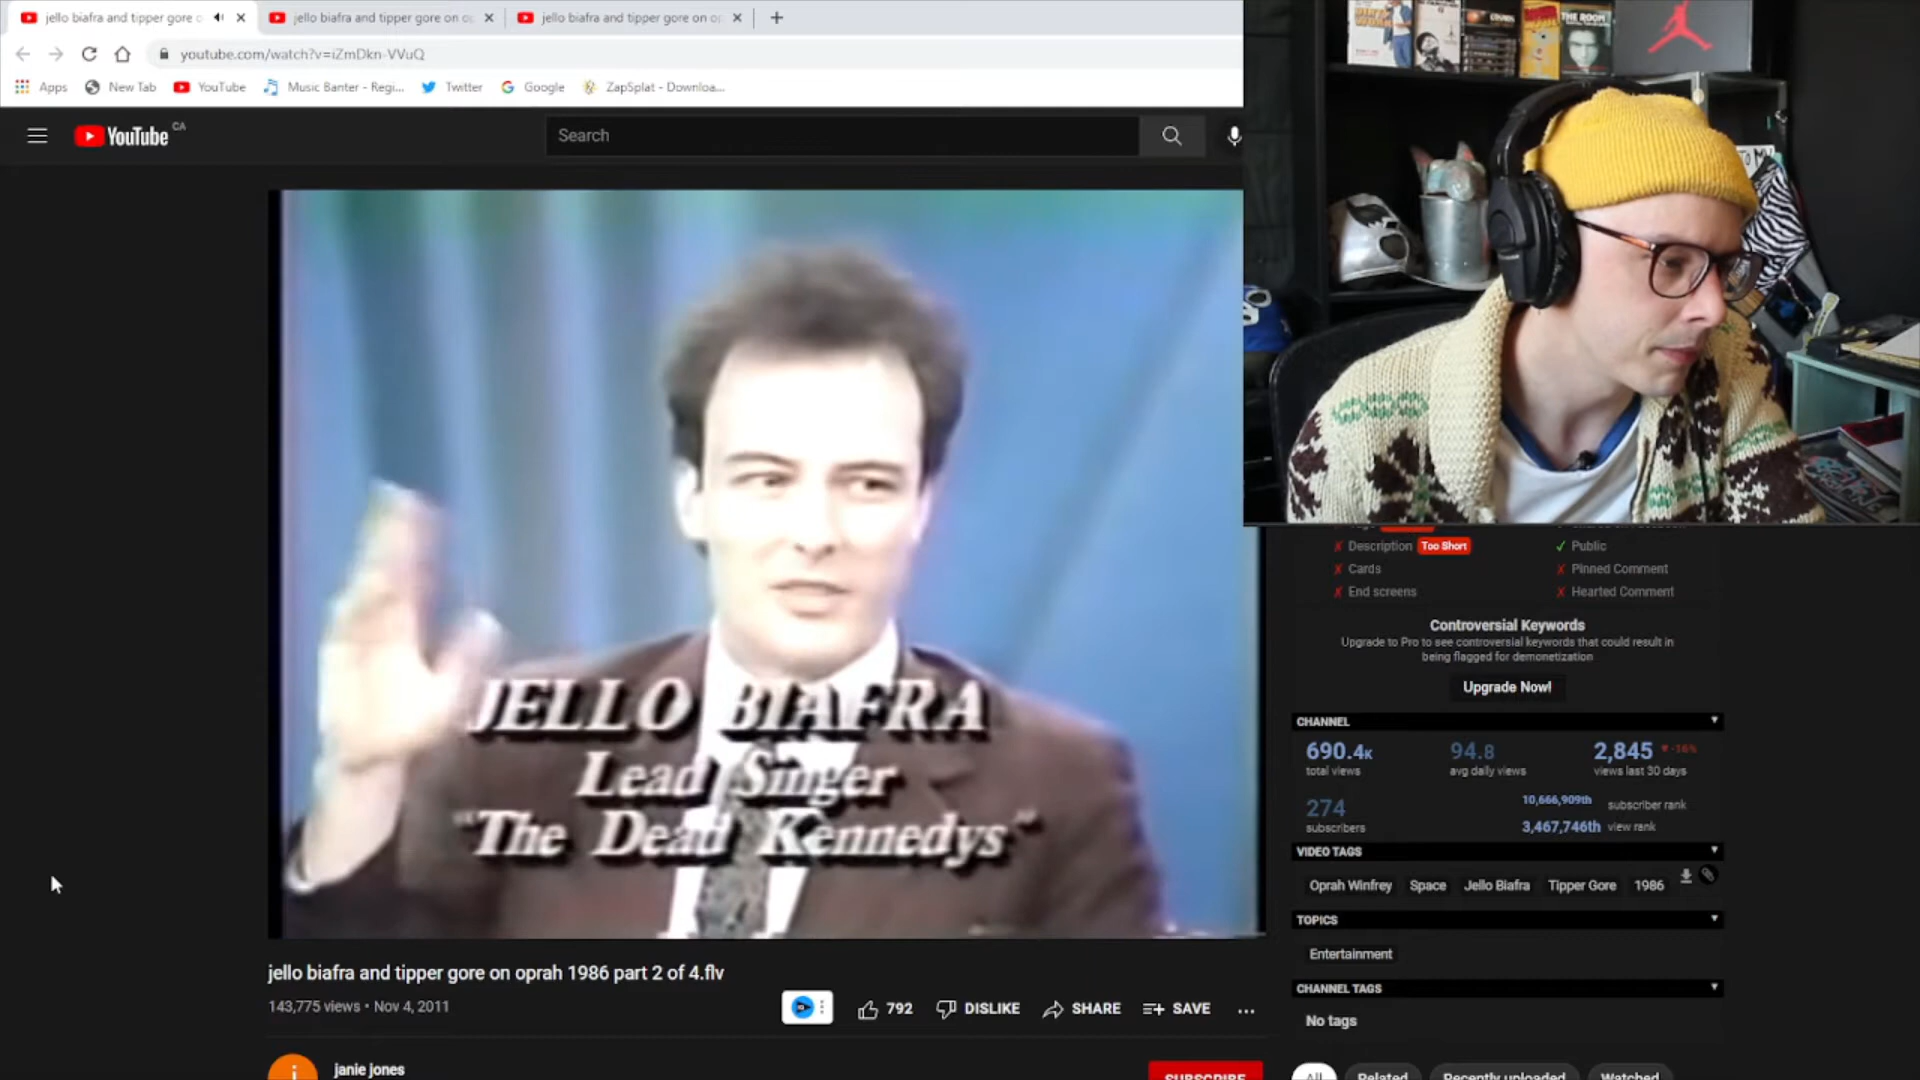 jello biafra and tipper gore o
jello biafra and tipper gore on op
jello biafra and tipper gore on op
youtube.com/watch?v=iZmDkn-VVuQ
Apps
New Tab
YouTube
Music Banter - Regi...
Twitter
Google
ZapSplat - Downloa...
YouTube CA
Search
THE ROOM
JELLO BIAFRA
Lead Singer
"The Dead Kennedys"
Description Too Short
Public
Cards
Pinned Comment
End screens
Hearted Comment
Controversial Keywords
Upgrade to Pro to see controversial keywords that could result in
being flagged for demonetization
Upgrade Now!
CHANNEL
690.4k
total views
94.8
avg daily views
2,845 -16%
views last 30 days
274
subscribers
10,666,909th subscriber rank
3,467,746th view rank
VIDEO TAGS
Oprah Winfrey Space Jello Biafra Tipper Gore 1986
TOPICS
Entertainment
CHANNEL TAGS
No tags
jello biafra and tipper gore on oprah 1986 part 2 of 4.flv
143,775 views • Nov 4, 2011
792
DISLIKE
SHARE
SAVE
janie jones
SUBSCRIBE
All
Related
Recently uploaded
Watched